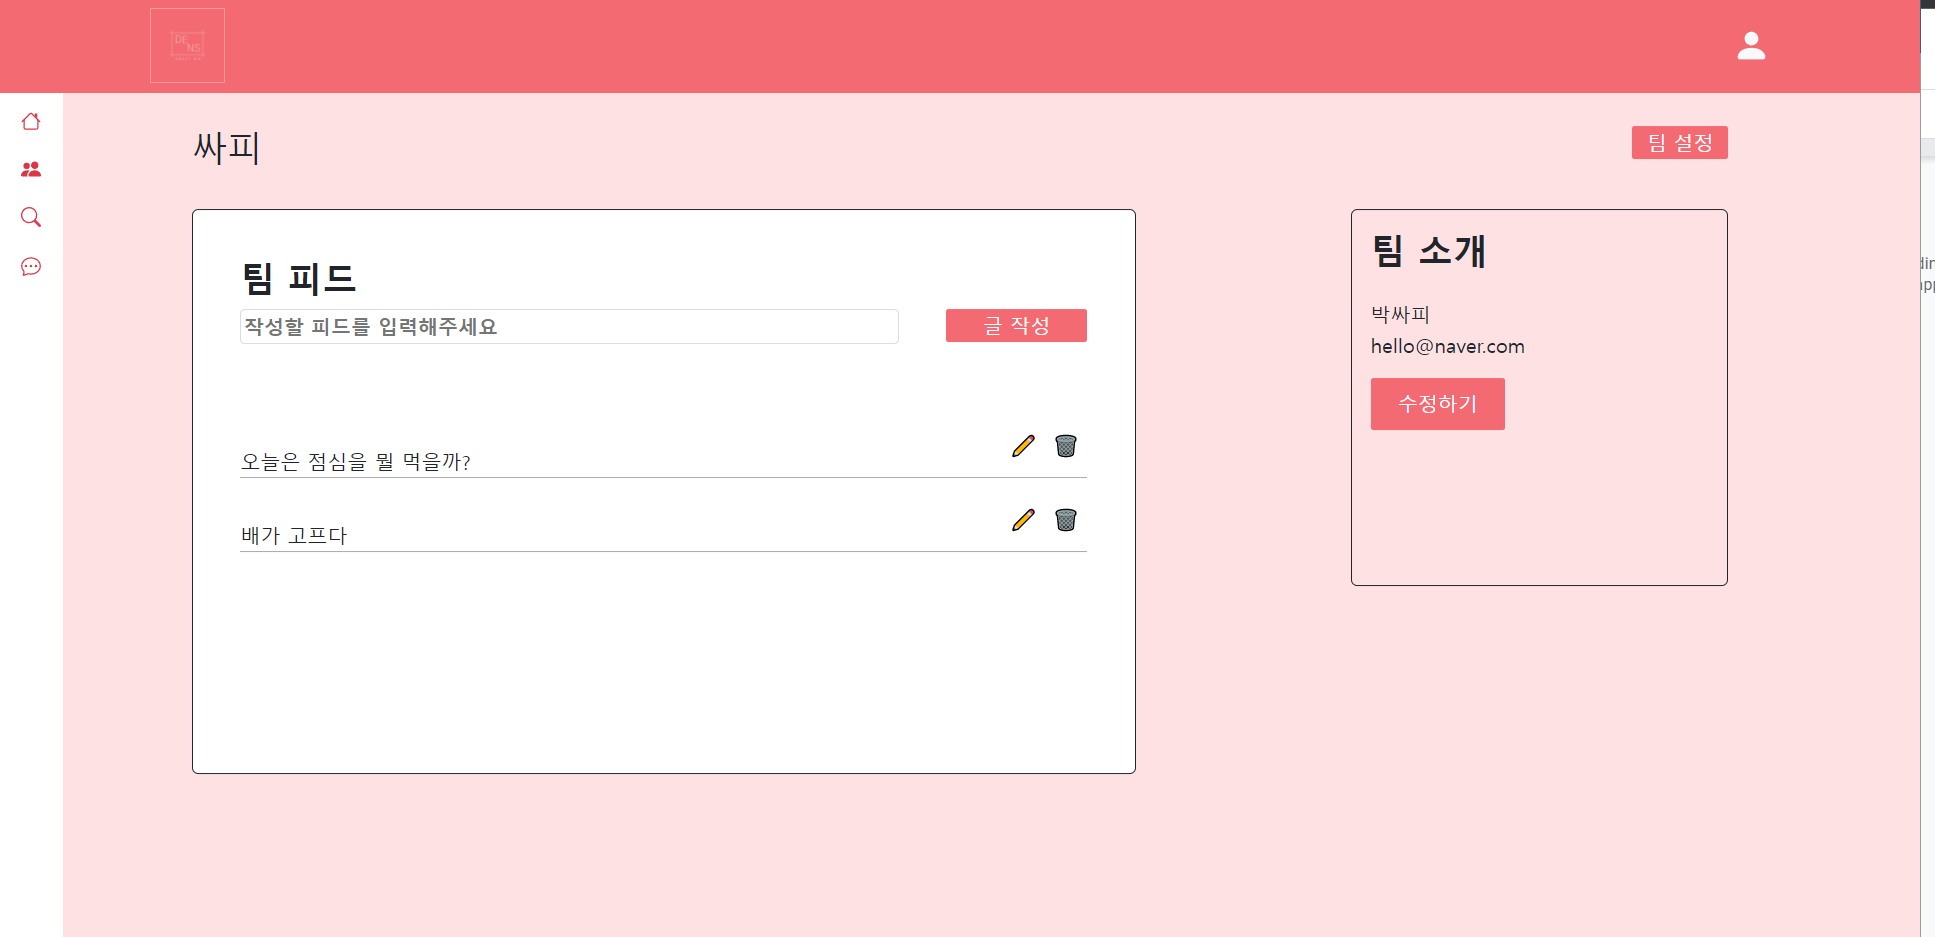 DE
NS
싸피
팀 설정
팀 피드
작성할 피드를 입력해주세요
글 작성
오늘은 점심을 뭘 먹을까?
배가 고프다
팀 소개
박싸피
hello@naver.com
수정하기